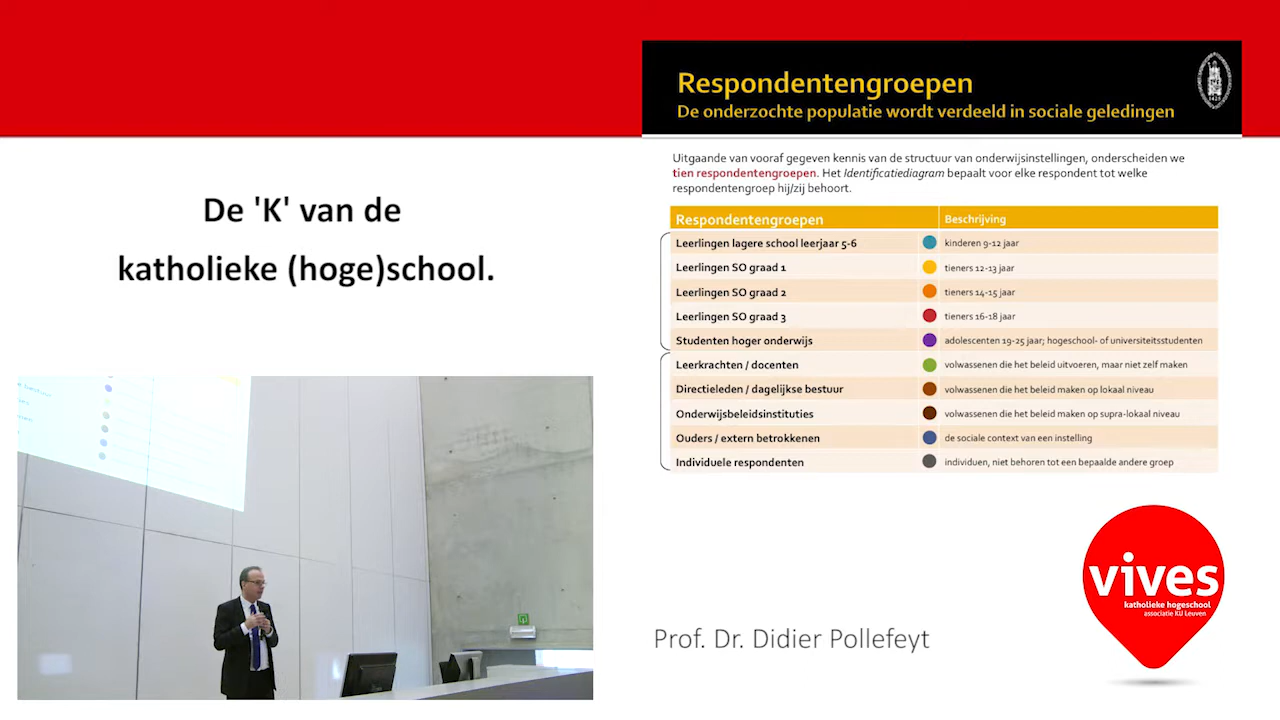 De 'K' van de
katholieke (hoge)school.
Respondentengroepen
De onderzochte populatie wordt verdeeld in sociale geledingen
Uitgaande van vooraf gegeven kennis van de structuur van onderwijsinstellingen, onderscheiden we
tien respondentengroepen. Het Identificatiediagram bepaalt voor elke respondent tot welke
respondentengroep hij/zij behoort.
Respondentengroepen Beschrijving
Leerlingen lagere school leerjaar 5-6 kinderen 9-12 jaar
Leerlingen SO graad 1 tieners 12-13 jaar
Leerlingen SO graad 2 tieners 14-15 jaar
Leerlingen SO graad 3 tieners 16-18 jaar
Studenten hoger onderwijs adolescenten 19-25 jaar; hogeschool- of universiteitsstudenten
Leerkrachten / docenten volwassenen die het beleid uitvoeren, maar niet zelf maken
Directieleden / dagelijkse bestuur volwassenen die het beleid maken op lokaal niveau
Onderwijsbeleidsinstituties volwassenen die het beleid maken op supra-lokaal niveau
Ouders / extern betrokkenen de sociale context van een instelling
Individuele respondenten individuen, niet behoren tot een bepaalde andere groep
Prof. Dr. Didier Pollefeyt
vives
katholieke hogeschool
associatie KU Leuven